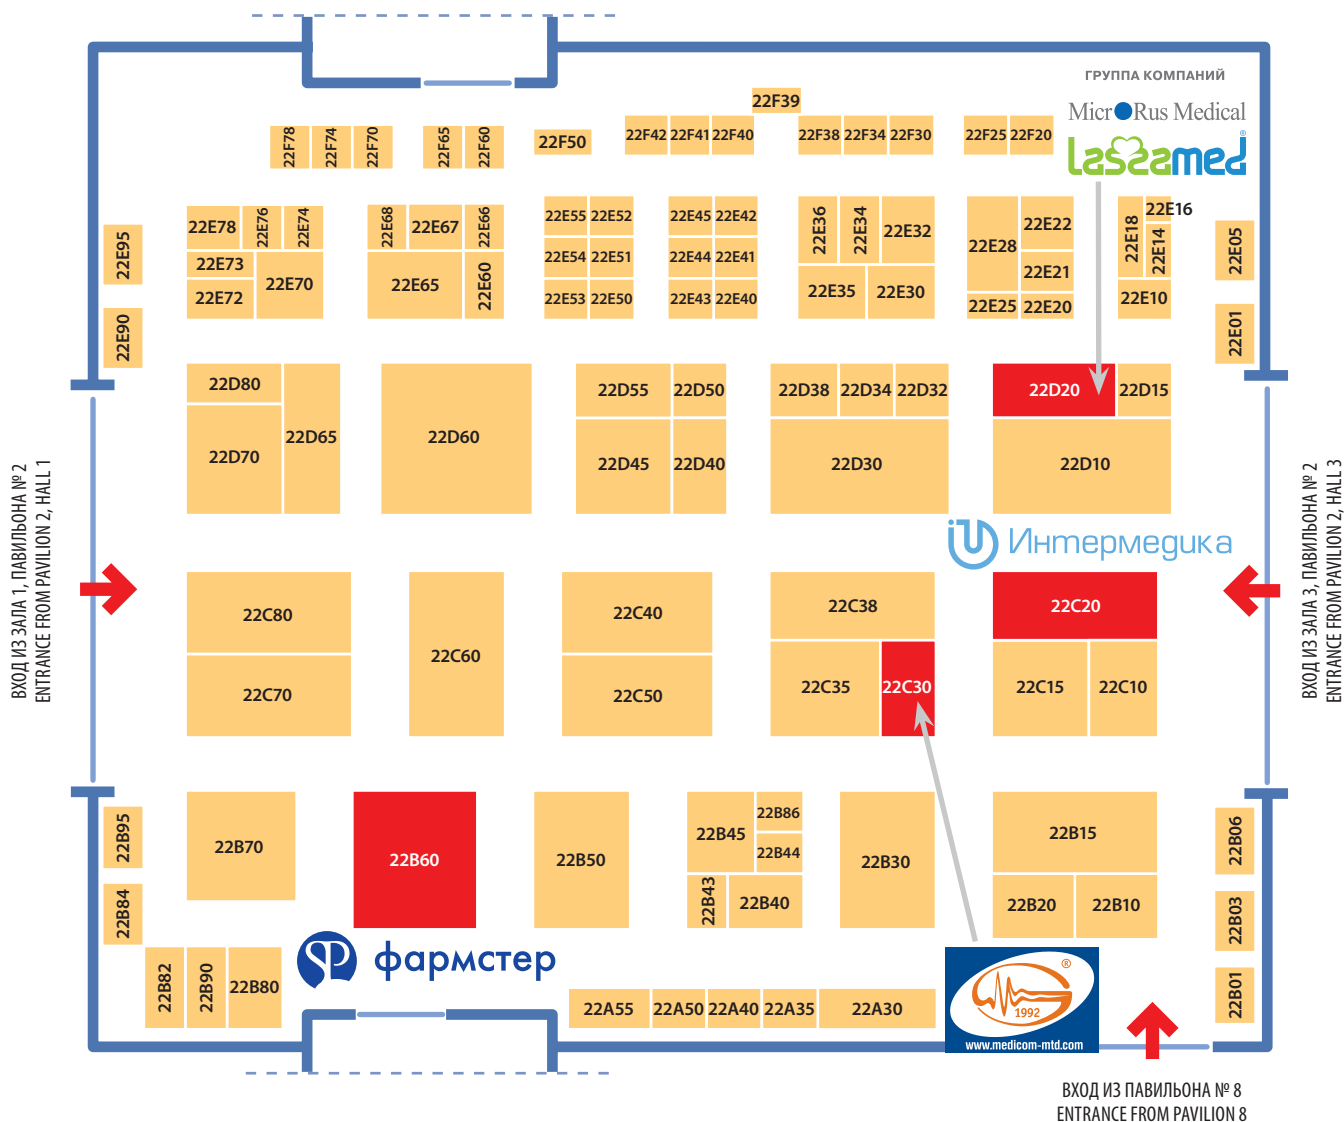 ГРУППА КОМПАНИЙ
MicroRus Medical
Lassamed®
22F39
22F78
22F74
22F70
22F65
22F60
22F50
22F42 22F41 22F40
22F38 22F34 22F30
22F25 22F20
22E95
22E90
22E78
22E76
22E74
22E73
22E72
22E70
22E68
22E67
22E66
22E65
22E60
22E55 22E52
22E54 22E51
22E53 22E50
22E45 22E42
22E44 22E41
22E43 22E40
22E36
22E34
22E32
22E35
22E30
22E28
22E22
22E21
22E25 22E20
22E18
22E16
22E14
22E10
22E05
22E01
22D80
22D70
22D65
22D60
22D55 22D50
22D45 22D40
22D38 22D34 22D32
22D30
22D20 22D15
22D10
Интермедика
ВХОД ИЗ ЗАЛА 1, ПАВИЛЬОНА № 2
ENTRANCE FROM PAVILION 2, HALL 1
ВХОД ИЗ ЗАЛА 3, ПАВИЛЬОНА № 2
ENTRANCE FROM PAVILION 2, HALL 3
22C80
22C70
22C60
22C40
22C50
22C38
22C35
22C30
22C20
22C15 22C10
22B95
22B84
22B70
22B60
22B50
22B45
22B86
22B44
22B43
22B40
22B30
22B15
22B20 22B10
22B06
22B03
22B01
22B82
22B90
22B80
SP фармстер
22A55 22A50 22A40 22A35 22A30
®
1992
www.medicom-mtd.com
ВХОД ИЗ ПАВИЛЬОНА № 8
ENTRANCE FROM PAVILION 8